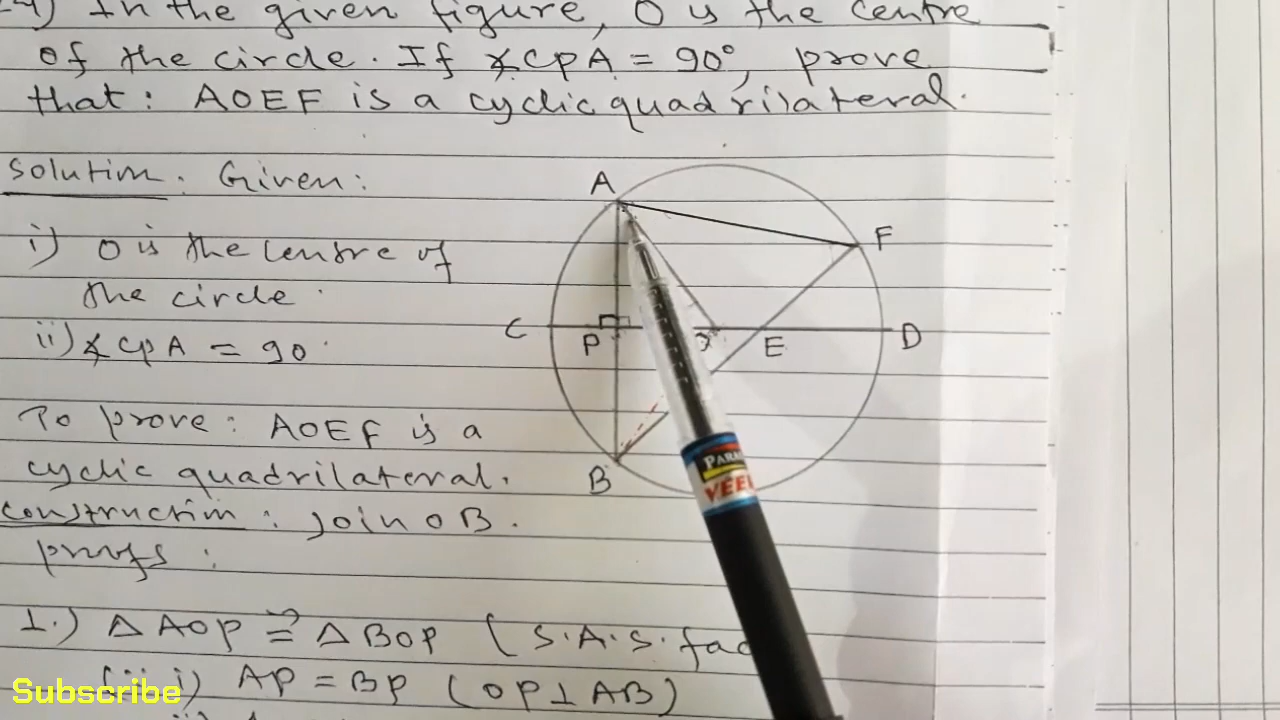 In the given figure, O is the centre
of the circle. If ∡CPA = 90°, prove
that: AOEF is a cyclic quadrilateral.
Solution. Given:
i) O is the centre of
the circle.
ii) ∡CPA = 90.
To prove: AOEF is a
cyclic quadrilateral.
Construction: Join OB.
proofs:
A
F
C
P
E
D
B
PARA
VEE
1.) △AOP ≅ △BOP (S.A.S. fac
(∵ i) AP = BP (OP⊥AB)
Subscribe